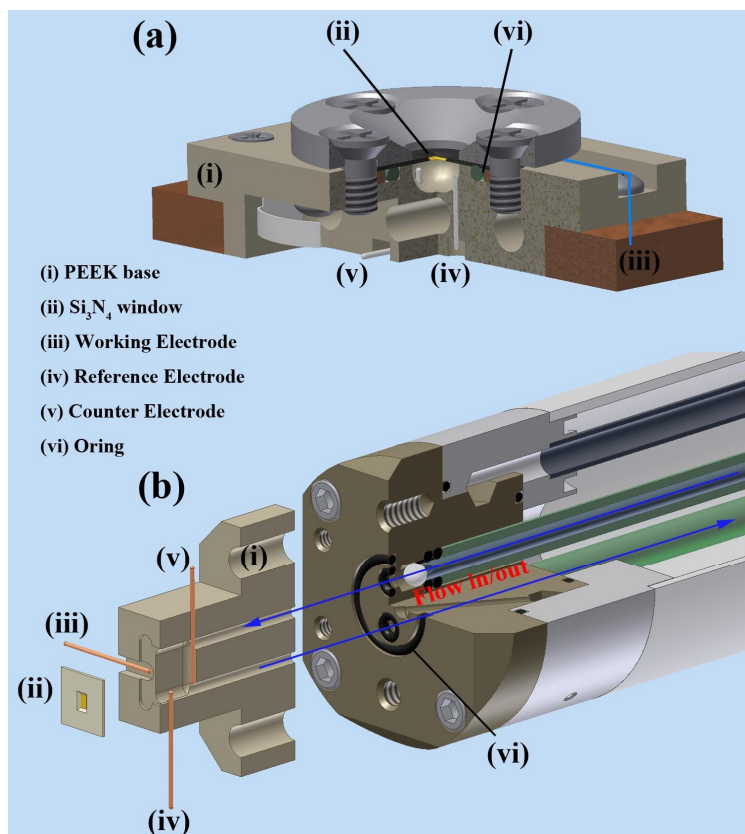 (a)
(ii)
(vi)
(i)
(iii)
(v)
(iv)
(i) PEEK base
(ii) Si₃N₄ window
(iii) Working Electrode
(iv) Reference Electrode
(v) Counter Electrode
(vi) Oring
(b)
(v)
(i)
Flow in/out
(iii)
(ii)
(vi)
(iv)